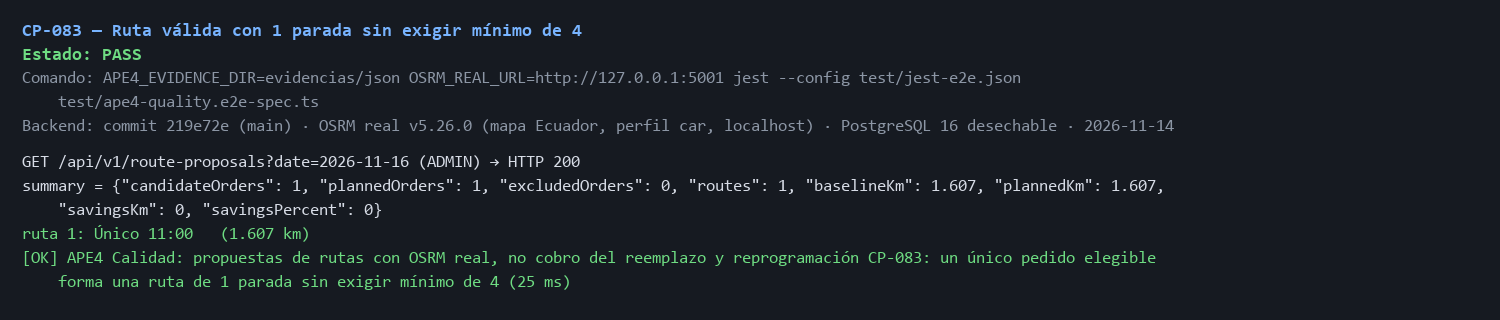 CP-083 — Ruta válida con 1 parada sin exigir mínimo de 4
Estado: PASS
Comando: APE4_EVIDENCE_DIR=evidencias/json OSRM_REAL_URL=http://127.0.0.1:5001 jest --config test/jest-e2e.json
test/ape4-quality.e2e-spec.ts
Backend: commit 219e72e (main) · OSRM real v5.26.0 (mapa Ecuador, perfil car, localhost) · PostgreSQL 16 desechable · 2026-11-14
GET /api/v1/route-proposals?date=2026-11-16 (ADMIN) → HTTP 200
summary = {"candidateOrders": 1, "plannedOrders": 1, "excludedOrders": 0, "routes": 1, "baselineKm": 1.607, "plannedKm": 1.607,
"savingsKm": 0, "savingsPercent": 0}
ruta 1: Único 11:00 (1.607 km)
[OK] APE4 Calidad: propuestas de rutas con OSRM real, no cobro del reemplazo y reprogramación CP-083: un único pedido elegible
forma una ruta de 1 parada sin exigir mínimo de 4 (25 ms)